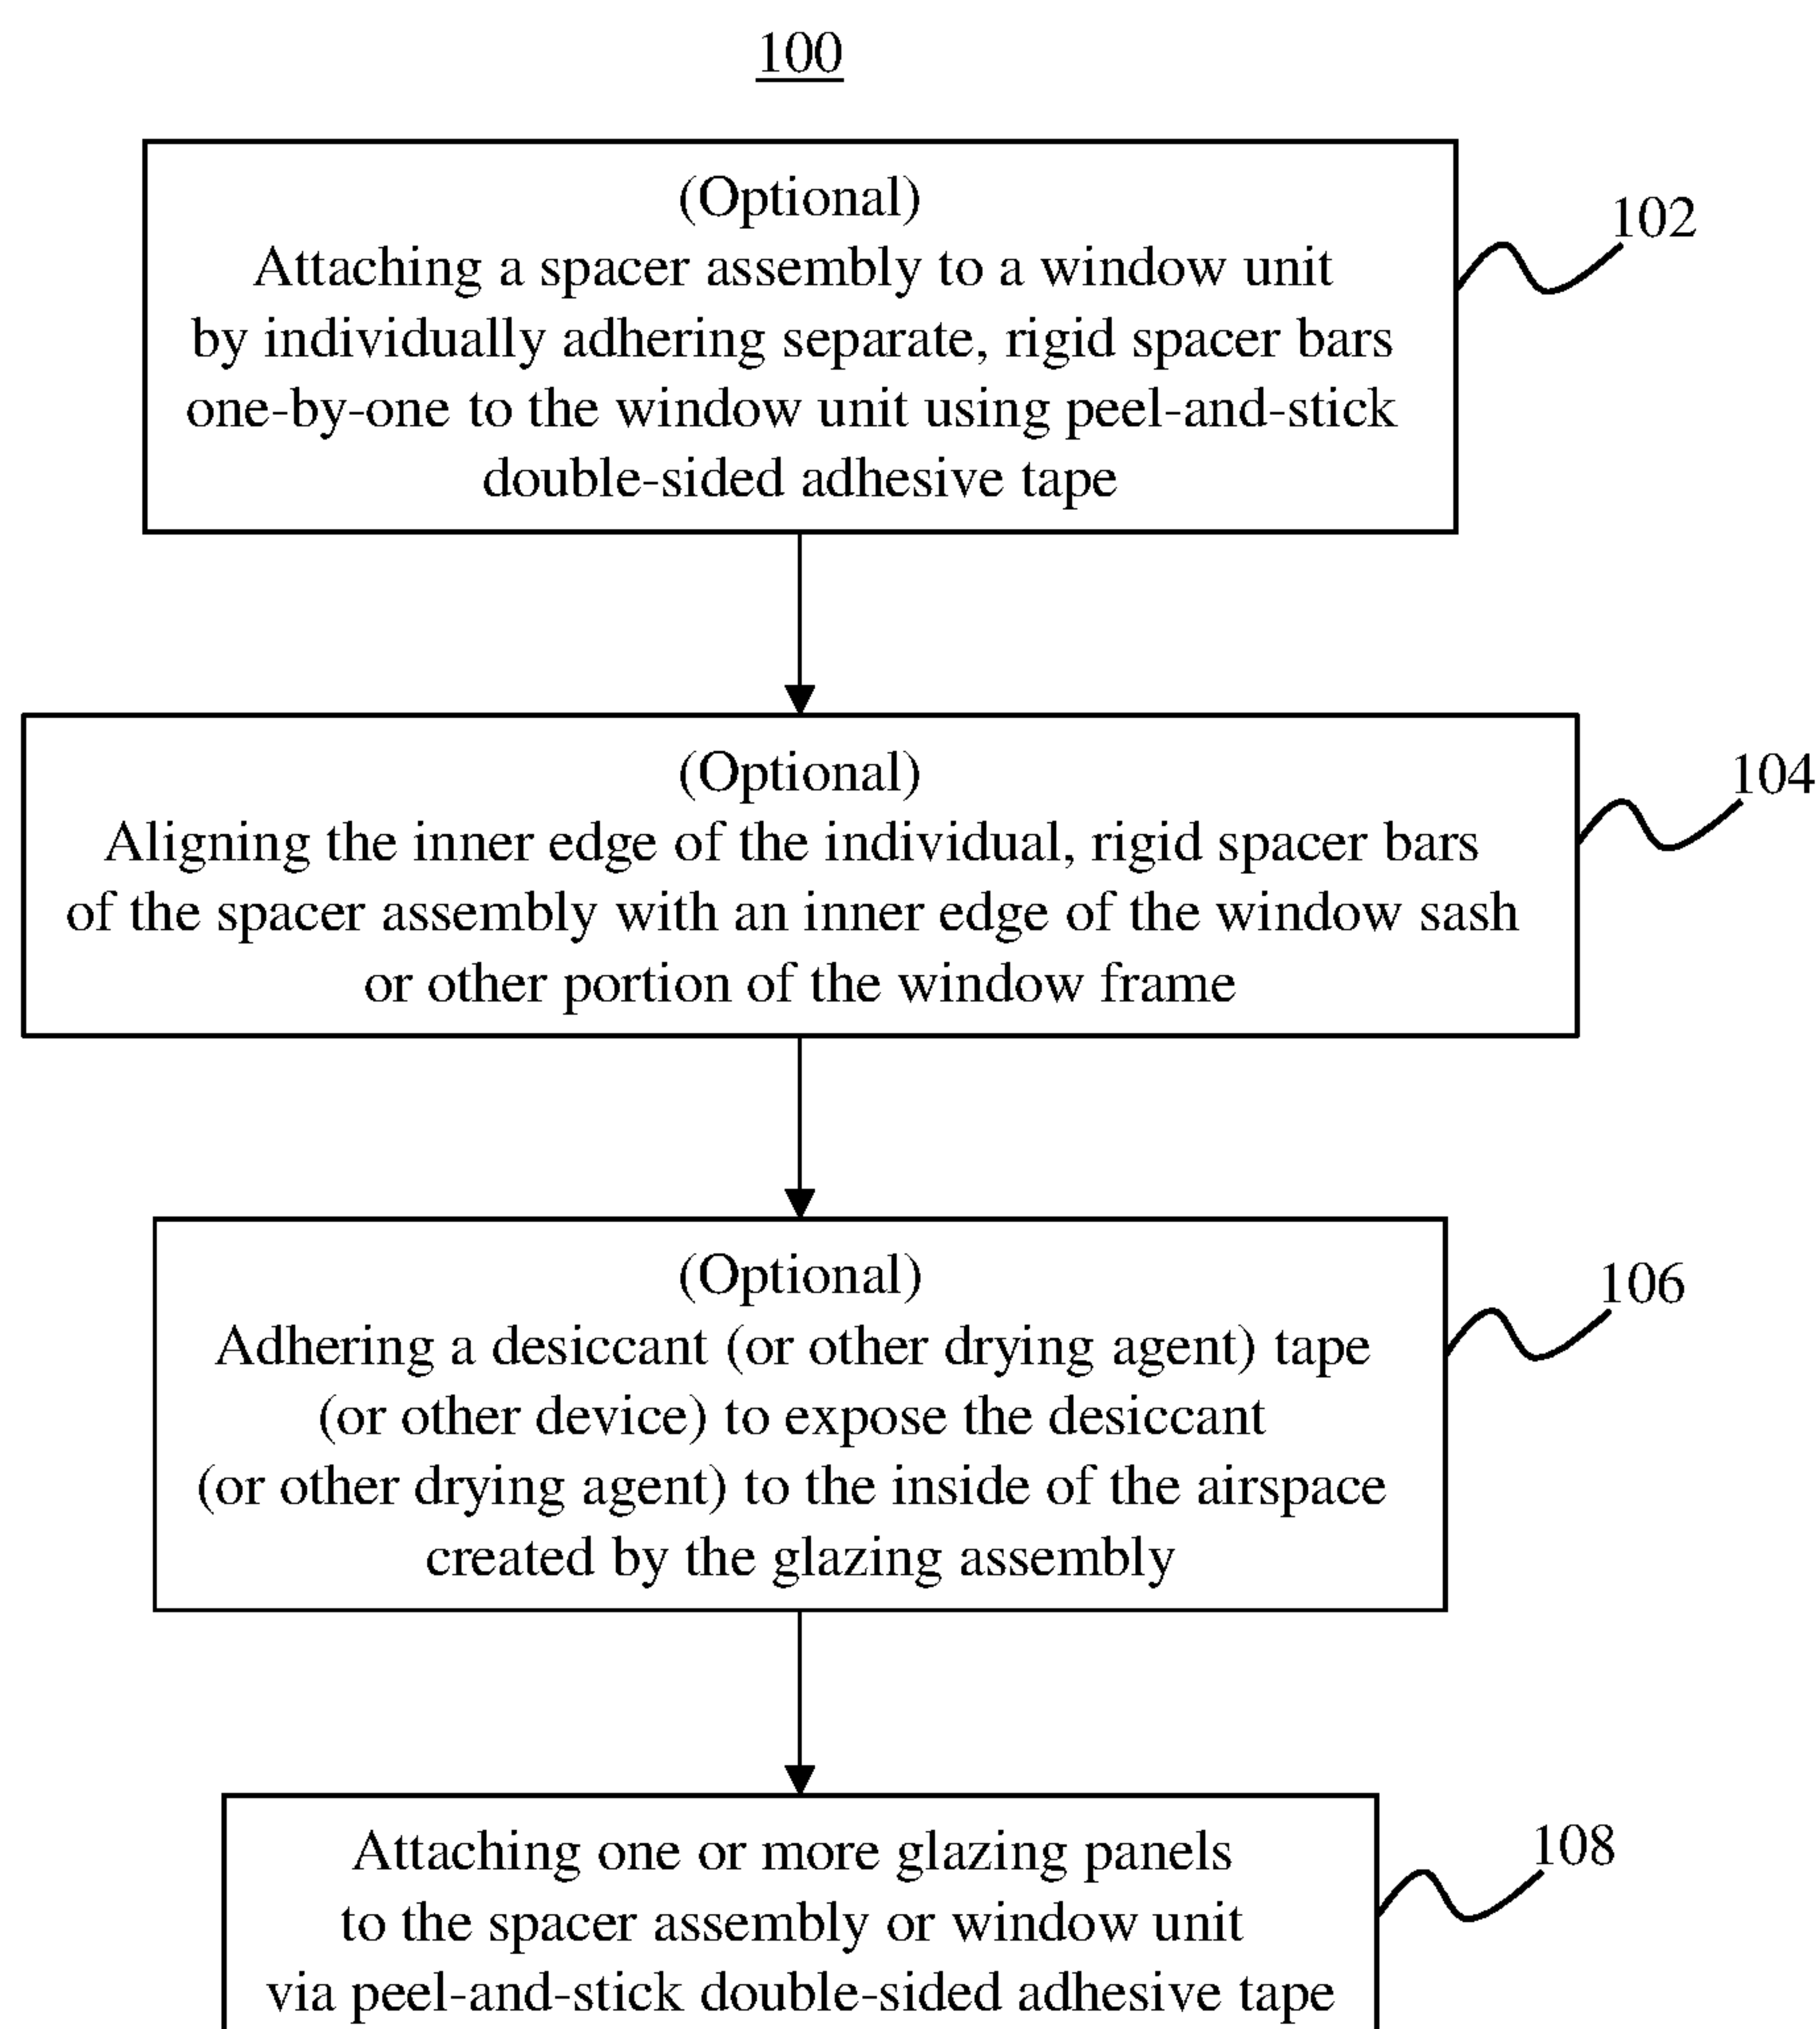 100
(Optional)
Attaching a spacer assembly to a window unit
by individually adhering separate, rigid spacer bars
one-by-one to the window unit using peel-and-stick
double-sided adhesive tape
102
(Optional)
Aligning the inner edge of the individual, rigid spacer bars
of the spacer assembly with an inner edge of the window sash
or other portion of the window frame
104
(Optional)
Adhering a desiccant (or other drying agent) tape
(or other device) to expose the desiccant
(or other drying agent) to the inside of the airspace
created by the glazing assembly
106
Attaching one or more glazing panels
to the spacer assembly or window unit
via peel-and-stick double-sided adhesive tape
108